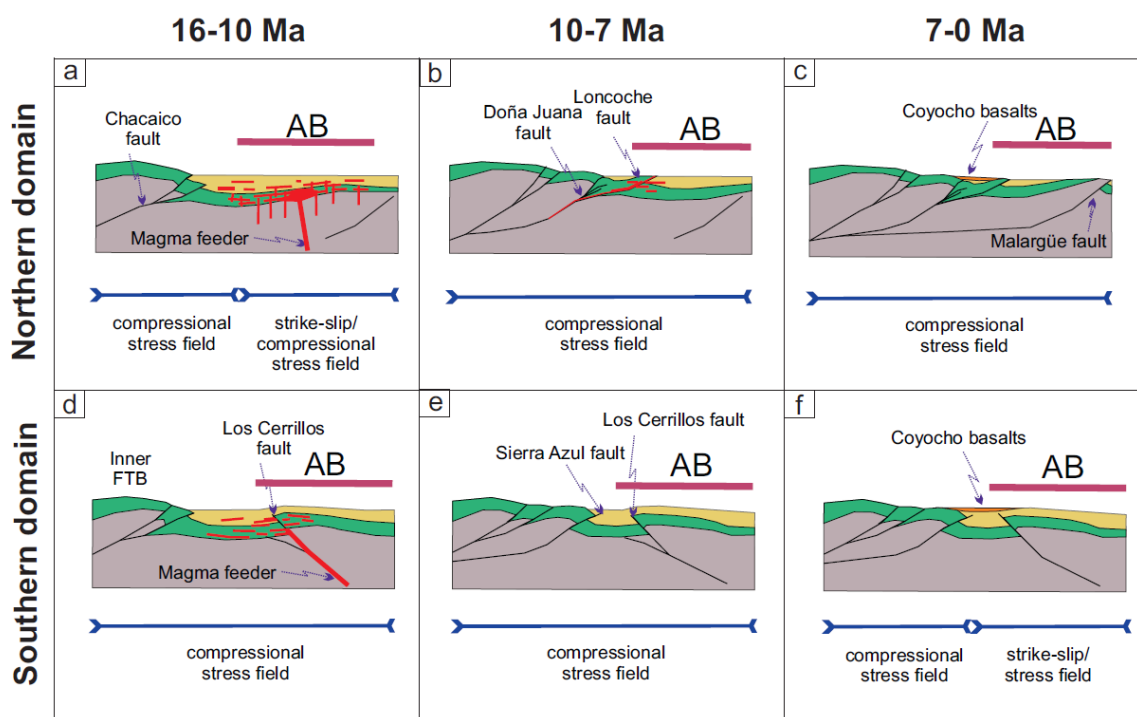 16-10 Ma
10-7 Ma
7-0 Ma
Northern domain
a
Chacaico
fault
AB
Magma feeder
compressional
stress field
strike-slip/
compressional
stress field
b
Doña Juana
fault
Loncoche
fault
AB
compressional
stress field
c
Coyocho basalts
AB
Malargüe fault
compressional
stress field
Southern domain
d
Inner
FTB
Los Cerrillos
fault
AB
Magma feeder
compressional
stress field
e
Los Cerrillos fault
Sierra Azul fault
AB
compressional
stress field
f
Coyocho basalts
AB
compressional
stress field
strike-slip/
stress field